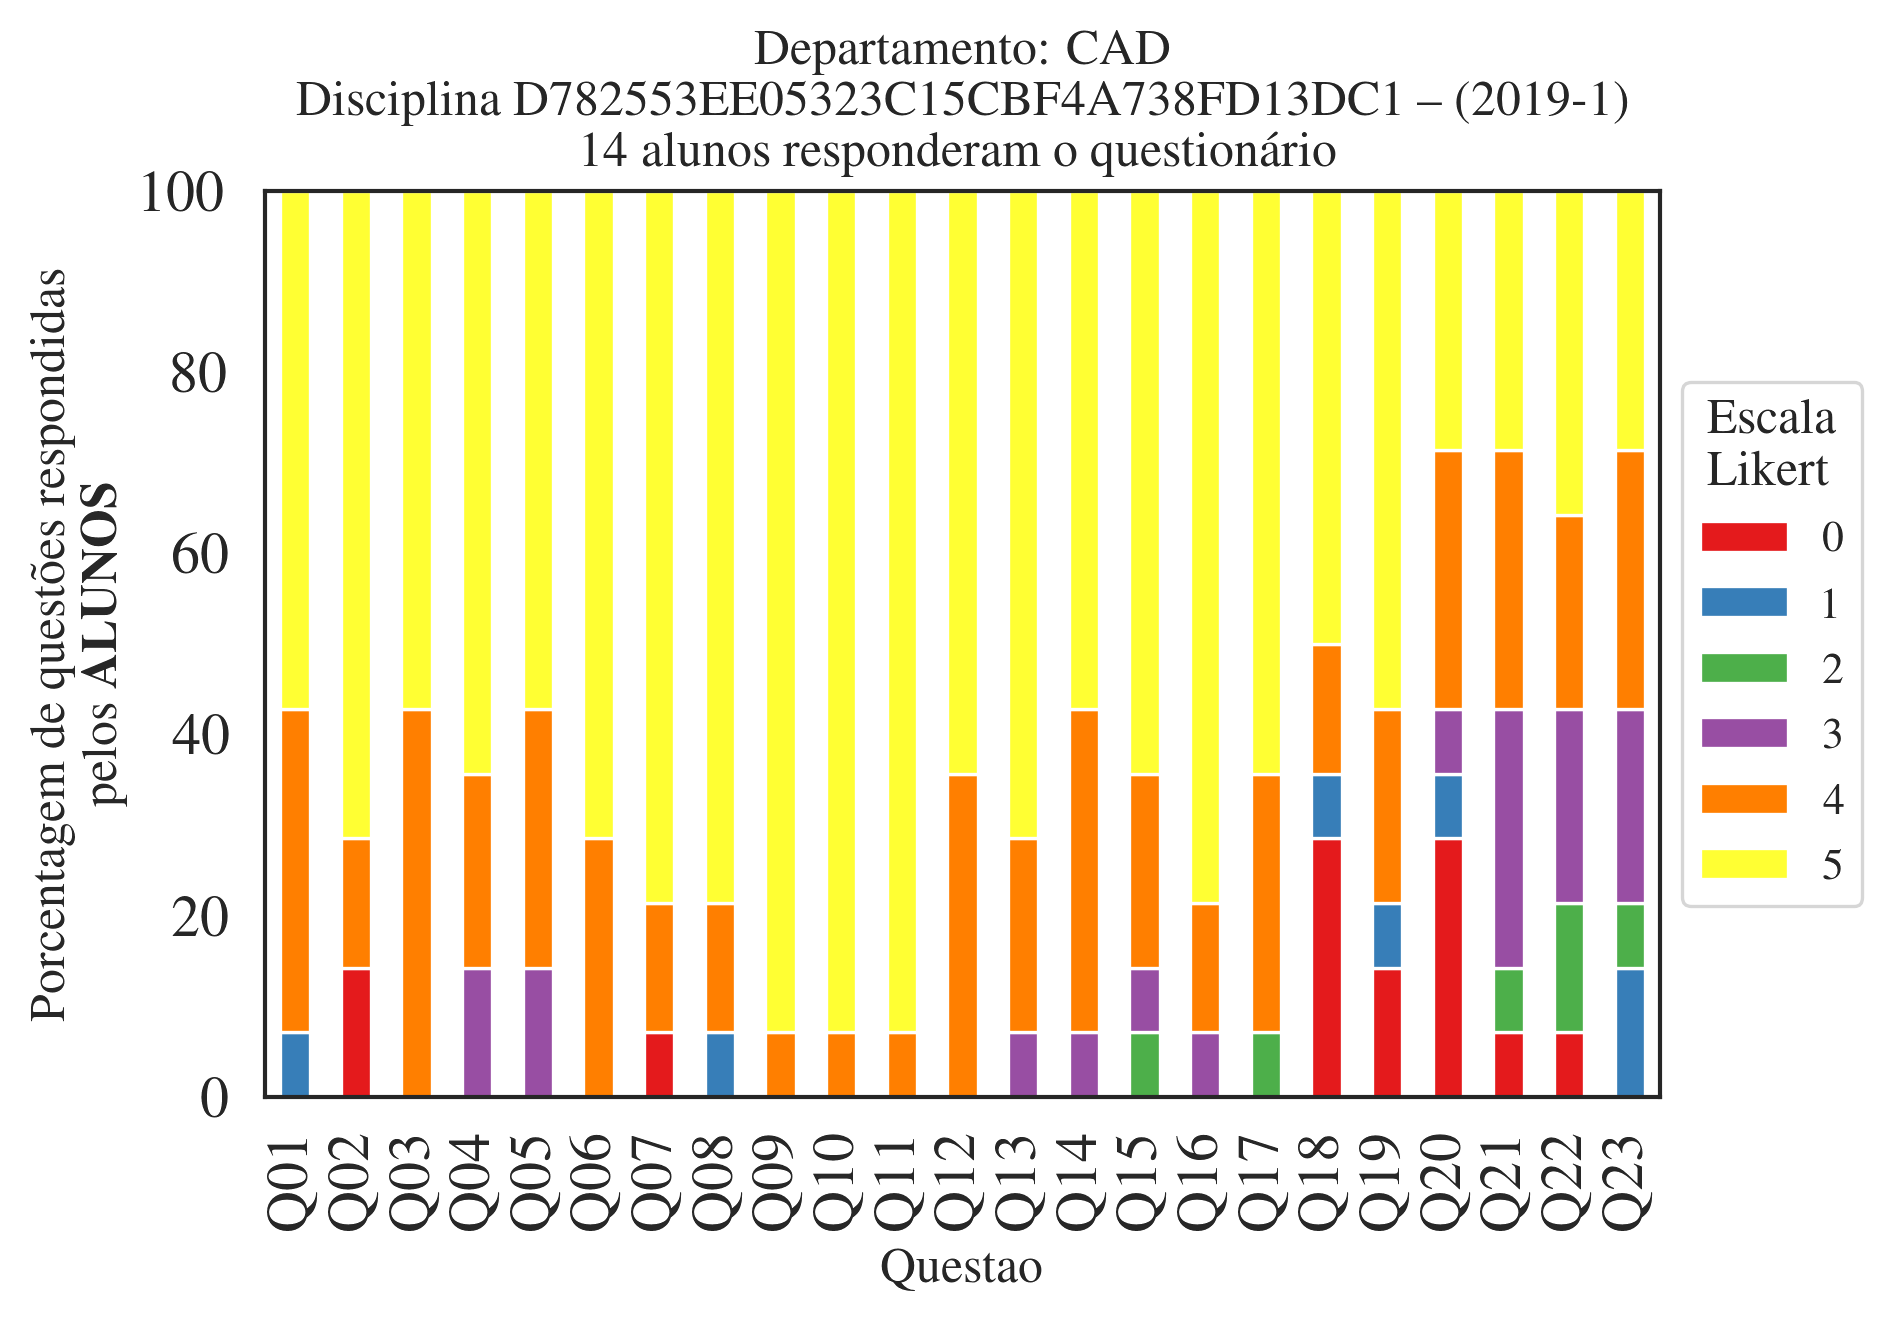 Departamento: CAD
Disciplina D782553EE05323C15CBF4A738FD13DC1 – (2019-1)
14 alunos responderam o questionário
Porcentagem de questões respondidas
pelos ALUNOS
100
80
60
40
20
0
Q01
Q02
Q03
Q04
Q05
Q06
Q07
Q08
Q09
Q10
Q11
Q12
Q13
Q14
Q15
Q16
Q17
Q18
Q19
Q20
Q21
Q22
Q23
Questao
Escala
Likert
0
1
2
3
4
5